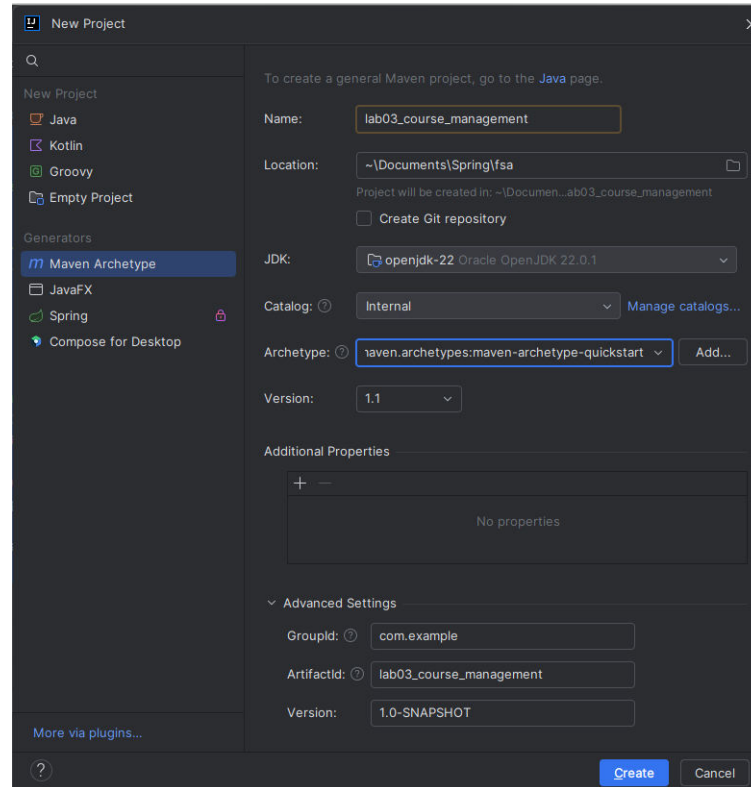 New Project
New Project
Java
Kotlin
Groovy
Empty Project
Generators
Maven Archetype
JavaFX
Spring
Compose for Desktop
More via plugins...
To create a general Maven project, go to the Java page.
Name: lab03_course_management
Location: ~\Documents\Spring\fsa
Project will be created in: ~\Documen...ab03_course_management
Create Git repository
JDK: openjdk-22 Oracle OpenJDK 22.0.1
Catalog: ? Internal Manage catalogs...
Archetype: ? naven.archetypes:maven-archetype-quickstart Add...
Version: 1.1
Additional Properties
No properties
Advanced Settings
GroupId: ? com.example
ArtifactId: ? lab03_course_management
Version: 1.0-SNAPSHOT
? Create Cancel